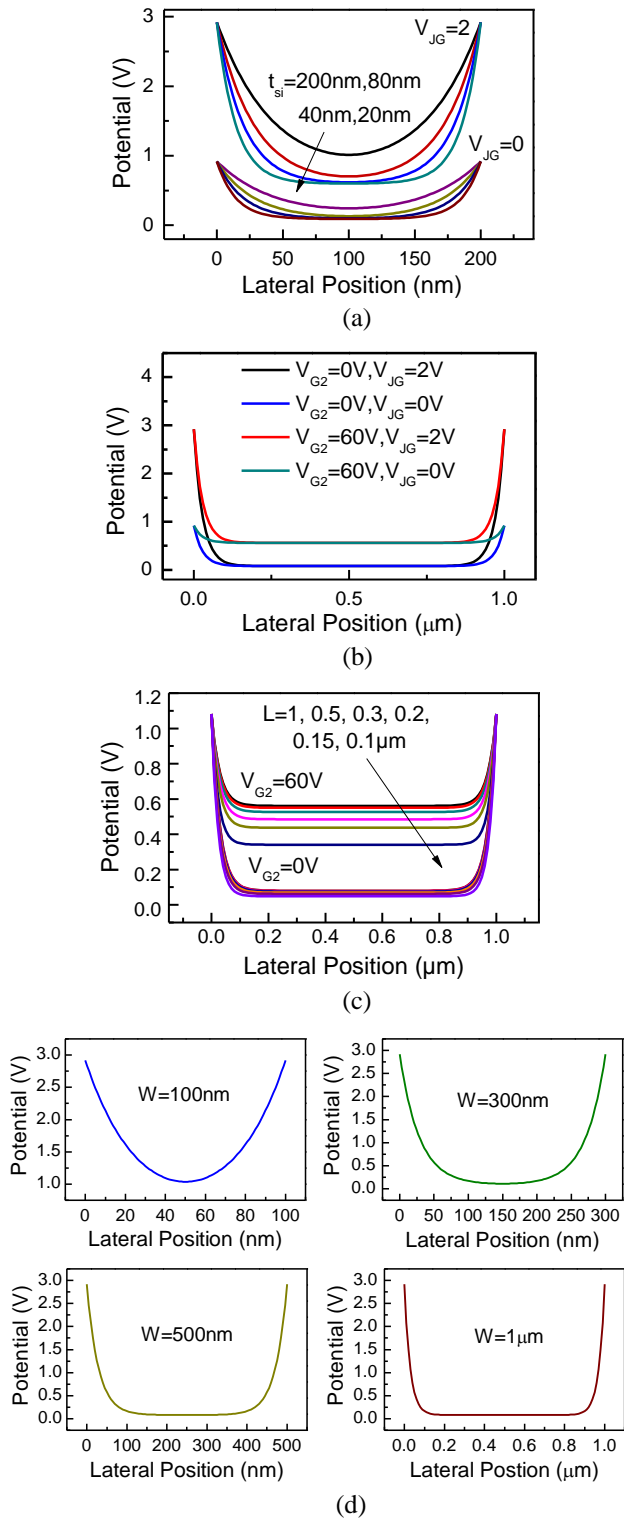 3
2
1
0
Potential (V)
V_JG=2
t_si=200nm,80nm
40nm,20nm
V_JG=0
0 50 100 150 200
Lateral Position (nm)
(a)
4
3
2
1
0
Potential (V)
V_G2=0V,V_JG=2V
V_G2=0V,V_JG=0V
V_G2=60V,V_JG=2V
V_G2=60V,V_JG=0V
0.0 0.5 1.0
Lateral Position (μm)
(b)
1.2
1.0
0.8
0.6
0.4
0.2
0.0
Potential (V)
L=1, 0.5, 0.3, 0.2,
0.15, 0.1μm
V_G2=60V
V_G2=0V
0.0 0.2 0.4 0.6 0.8 1.0
Lateral Position (μm)
(c)
3.0
2.5
2.0
1.5
1.0
Potential (V)
W=100nm
0 20 40 60 80 100
Lateral Position (nm)
3.0
2.5
2.0
1.5
1.0
0.5
0.0
Potential (V)
W=300nm
0 50 100 150 200 250 300
Lateral Position (nm)
3.0
2.5
2.0
1.5
1.0
0.5
0.0
Potential (V)
W=500nm
0 100 200 300 400 500
Lateral Position (nm)
3.0
2.5
2.0
1.5
1.0
0.5
0.0
Potential (V)
W=1μm
0.0 0.2 0.4 0.6 0.8 1.0
Lateral Postion (μm)
(d)